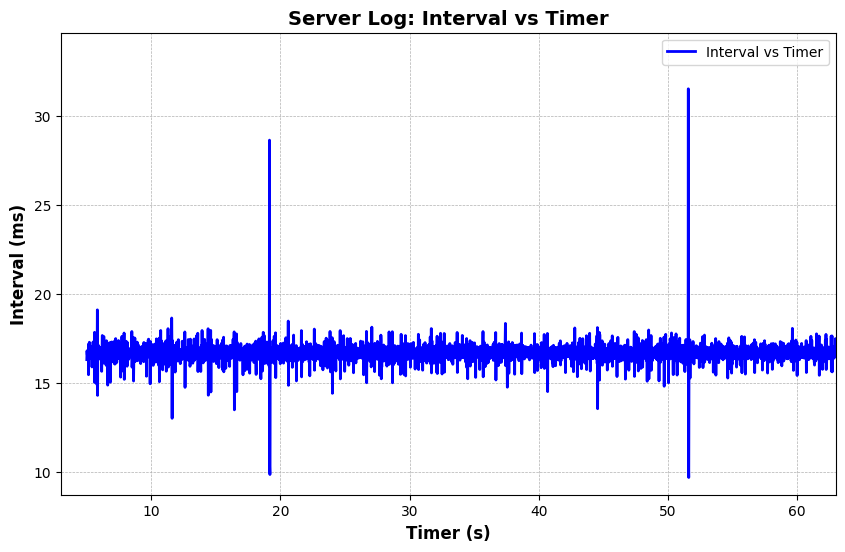 Server Log: Interval vs Timer
Interval vs Timer
30
25
20
15
10
Interval (ms)
10 20 30 40 50 60
Timer (s)